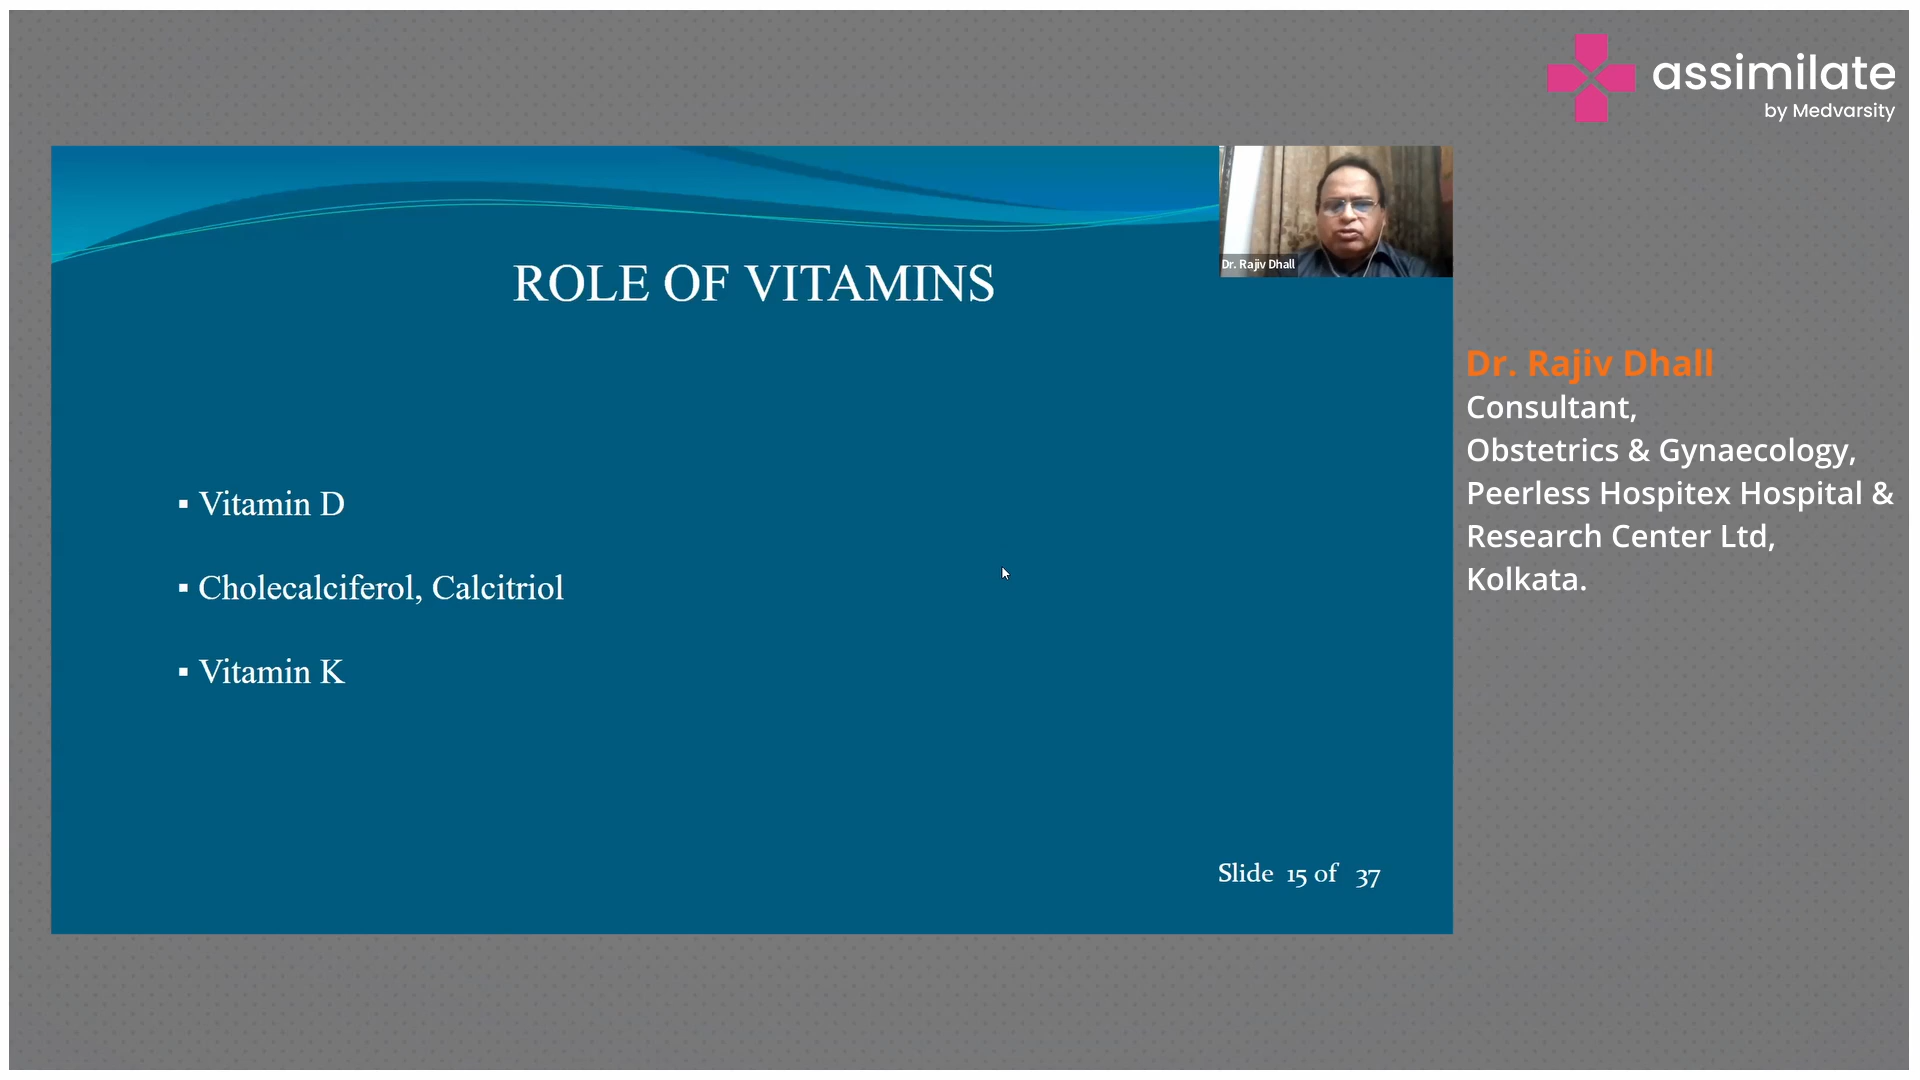 assimilate
by Medvarsity
Dr. Rajiv Dhall
ROLE OF VITAMINS
▪ Vitamin D
▪ Cholecalciferol, Calcitriol
▪ Vitamin K
Slide 15 of 37
Dr. Rajiv Dhall
Consultant,
Obstetrics & Gynaecology,
Peerless Hospitex Hospital &
Research Center Ltd,
Kolkata.